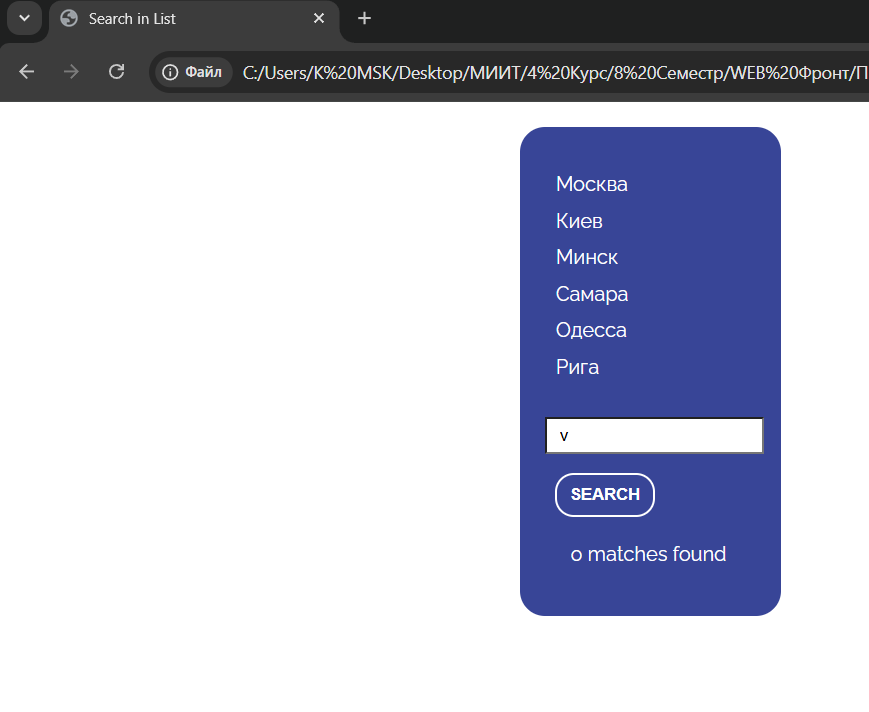 Search in List
Файл C:/Users/K%20MSK/Desktop/МИИТ/4%20Курс/8%20Семестр/WEB%20Фронт/П
Москва
Киев
Минск
Самара
Одесса
Рига
v
SEARCH
0 matches found